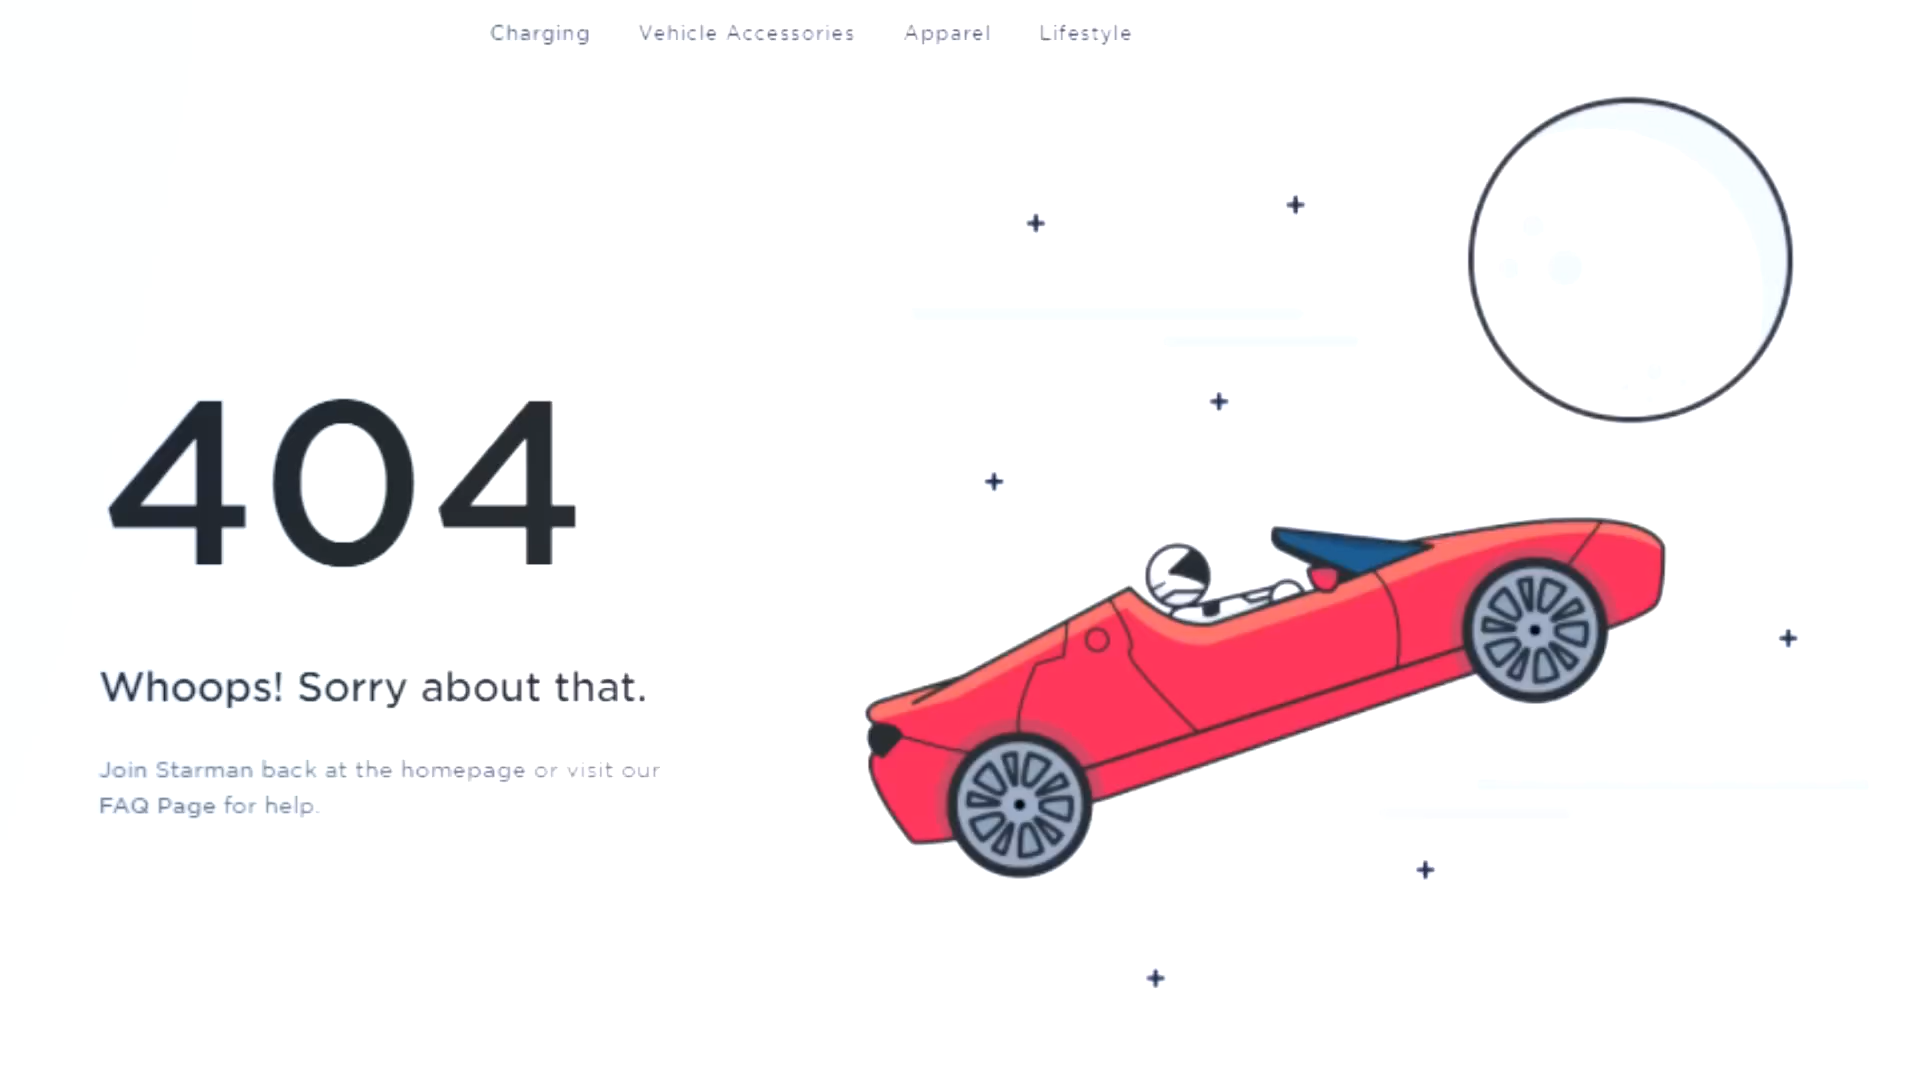 Charging Vehicle Accessories Apparel Lifestyle
404
Whoops! Sorry about that.
Join Starman back at the homepage or visit our
FAQ Page for help.